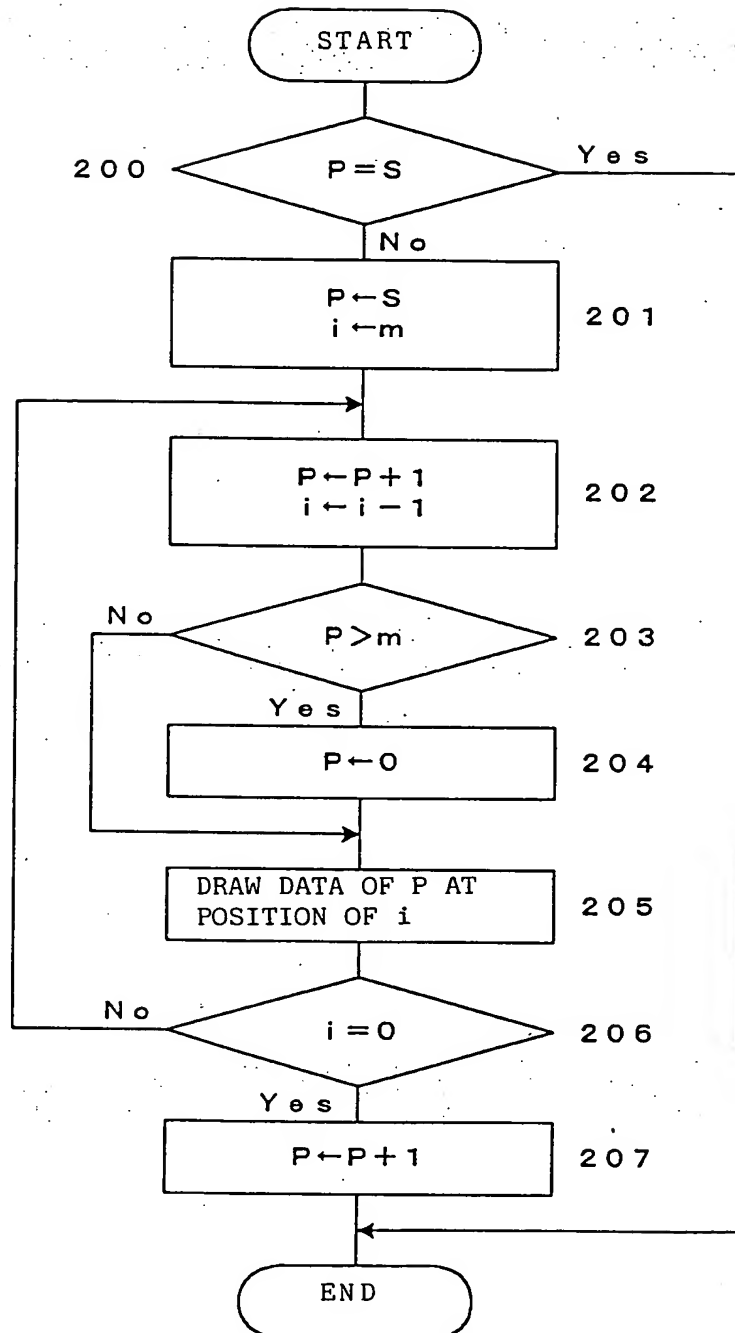 START
200
P=S
Yes
No
P←S
i←m
201
P←P+1
i←i-1
202
No
P>m
203
Yes
P←0
204
DRAW DATA OF P AT
POSITION OF i
205
No
i=0
206
Yes
P←P+1
207
END